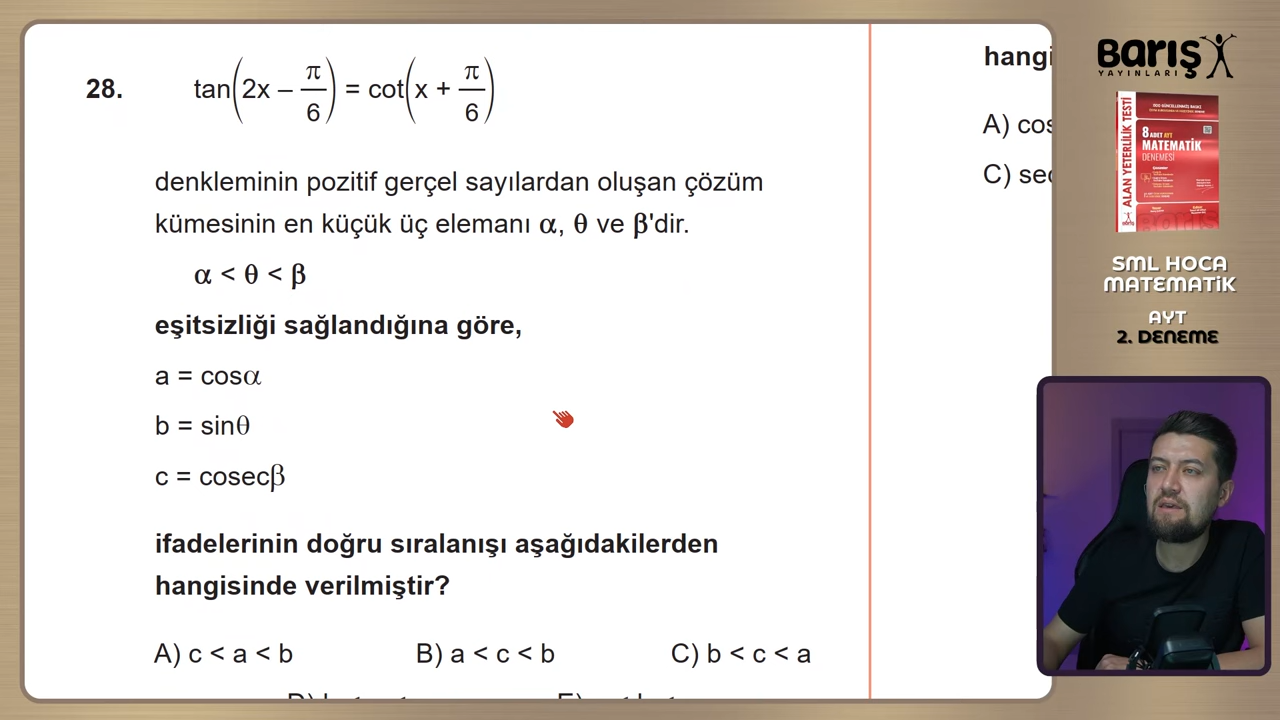 28. tan(2x – π/6) = cot(x + π/6)
denkleminin pozitif gerçel sayılardan oluşan çözüm
kümesinin en küçük üç elemanı α, θ ve β'dir.
α < θ < β
eşitsizliği sağlandığına göre,
a = cosα
b = sinθ
c = cosecβ
ifadelerinin doğru sıralanışı aşağıdakilerden
hangisinde verilmiştir?
A) c < a < b B) a < c < b C) b < c < a
hangi
A) cos
C) sec
BARIŞ
YAYINLARI
ALAN YETERLİLİK TESTİ
8 ADET AYT
MATEMATİK
DENEMESİ
SML HOCA
MATEMATİK
AYT
2. DENEME